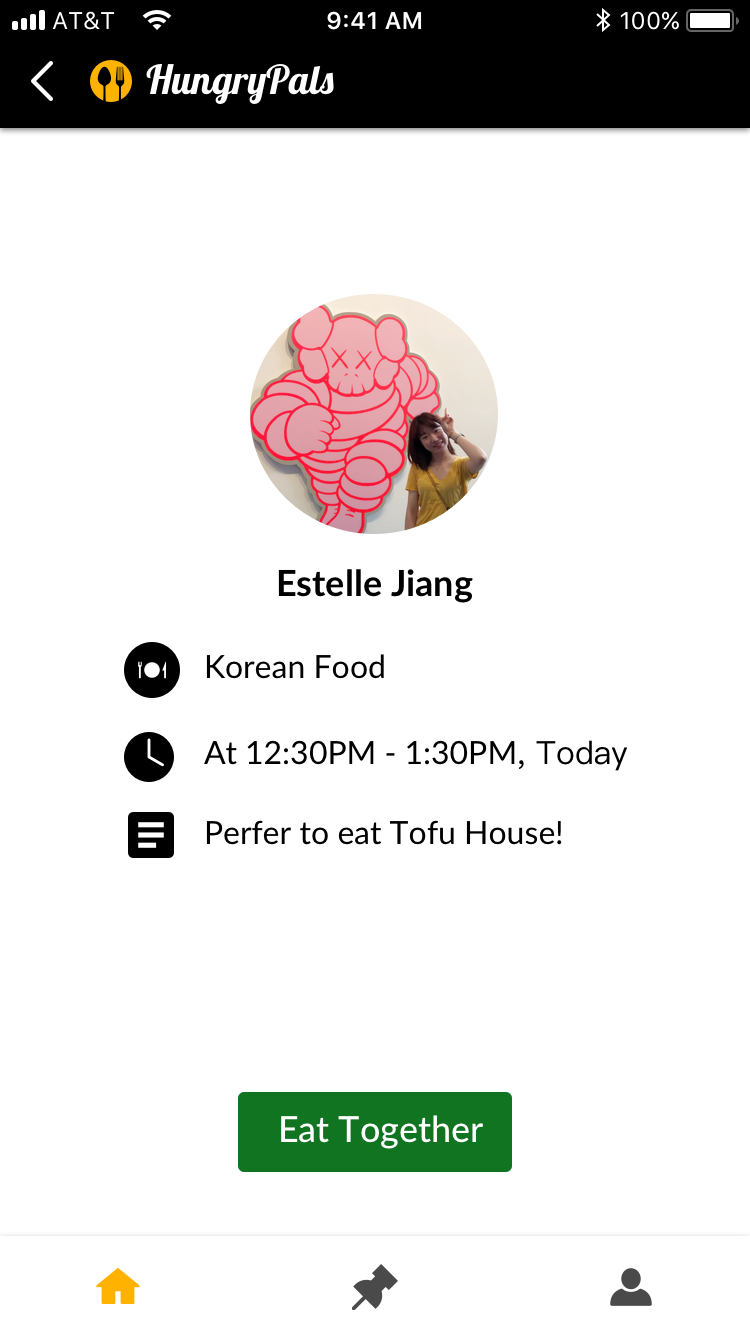 AT&T 9:41 AM 100%
HungryPals
Estelle Jiang
Korean Food
At 12:30PM - 1:30PM, Today
Perfer to eat Tofu House!
Eat Together